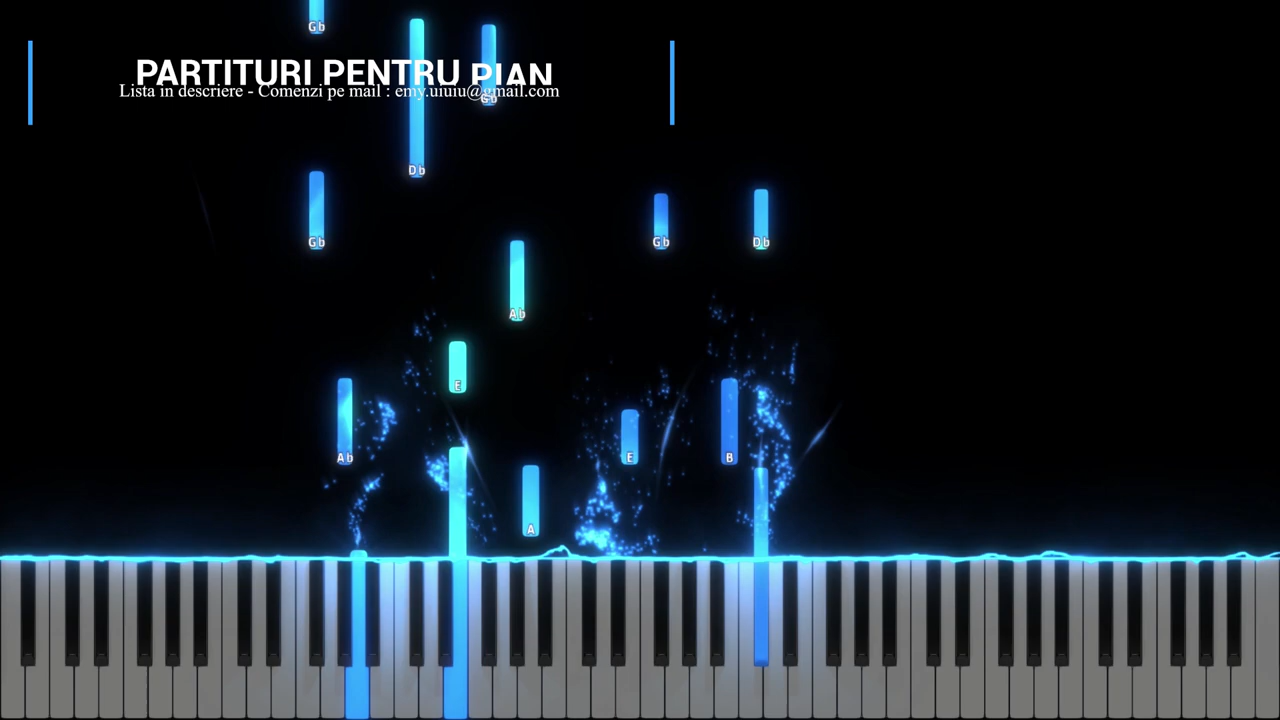 Gb
PARTITURI PENTRU PIAN
Lista in descriere - Comenzi pe mail : emy.uiuiu@gmail.com
Gb
Db
Gb
Gb
Db
Ab
E
Ab
E
B
A